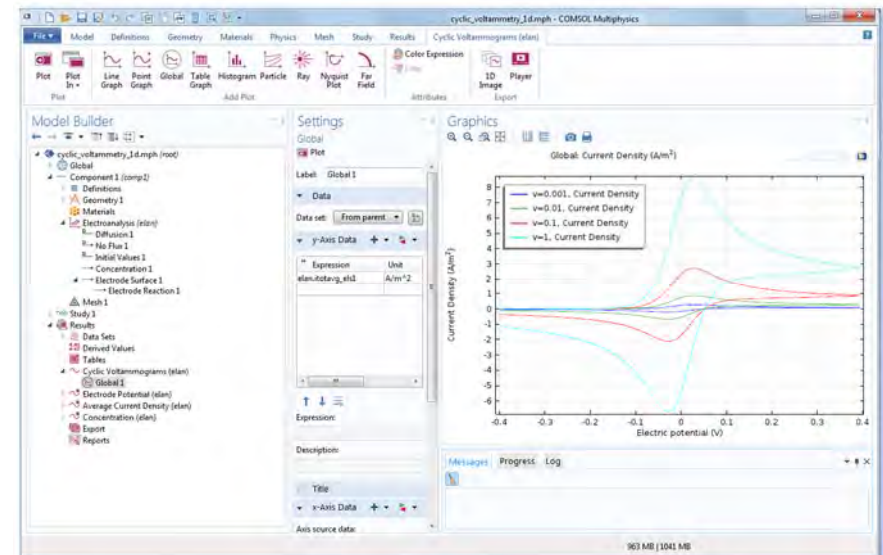 cyclic_voltammetry_1d.mph - COMSOL Multiphysics
File Model Definitions Geometry Materials Physics Mesh Study Results Cyclic Voltammograms (elan)
Plot Plot In Line Graph Point Graph Global Table Graph Histogram Particle Ray Nyquist Plot Far Field Color Expression 1D Image Player
Plot Add Plot Attributes Export
Model Builder
cyclic_voltammetry_1d.mph (root)
Global
Component 1 (comp1)
Definitions
Geometry 1
Materials
Electroanalysis (elan)
Diffusion 1
No Flux 1
Initial Values 1
Concentration 1
Electrode Surface 1
Electrode Reaction 1
Mesh 1
Study 1
Results
Data Sets
Derived Values
Tables
Cyclic Voltammograms (elan)
Global 1
Electrode Potential (elan)
Average Current Density (elan)
Concentration (elan)
Export
Reports
Settings
Global
Plot
Label: Global 1
Data
Data set: From parent
y-Axis Data
Expression Unit
elan.itotavg_els1 A/m^2
Expression:
Description:
Title
x-Axis Data
Axis source data:
Graphics
Global: Current Density (A/m²)
v=0.001, Current Density
v=0.01, Current Density
v=0.1, Current Density
v=1, Current Density
Current Density (A/m²)
8
7
6
5
4
3
2
1
0
-1
-2
-3
-4
-5
-6
-0.4 -0.3 -0.2 -0.1 0 0.1 0.2 0.3 0.4
Electric potential (V)
Messages Progress Log
963 MB | 1041 MB